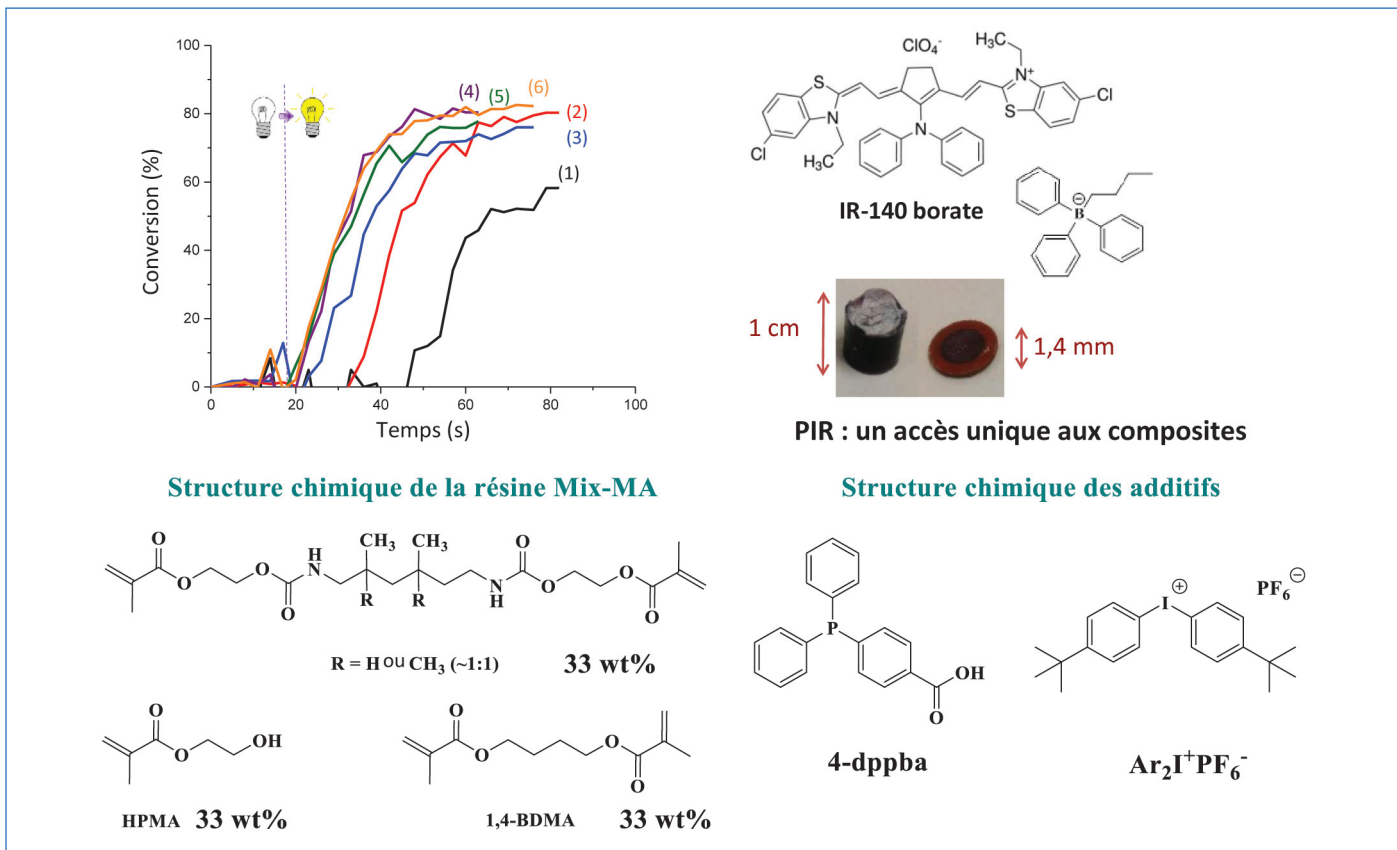 100
80
60
40
20
0
0
20
40
60
80
100
Conversion (%)
Temps (s)
(4)
(5)
(6)
(2)
(3)
(1)
ClO4-
H3C
N+
S
S
N
Cl
Cl
H3C
N
IR-140 borate
B
⊖
1 cm
1,4 mm
PIR : un accès unique aux composites
Structure chimique de la résine Mix-MA
O
O
O
O
H
N
CH3
CH3
R
R
O
N
H
O
O
O
R = H ou CH3 (~1:1)
33 wt%
O
O
OH
HPMA 33 wt%
O
O
O
O
1,4-BDMA 33 wt%
Structure chimique des additifs
P
OH
O
4-dppba
I
⊕
PF6⊖
Ar2I+PF6-